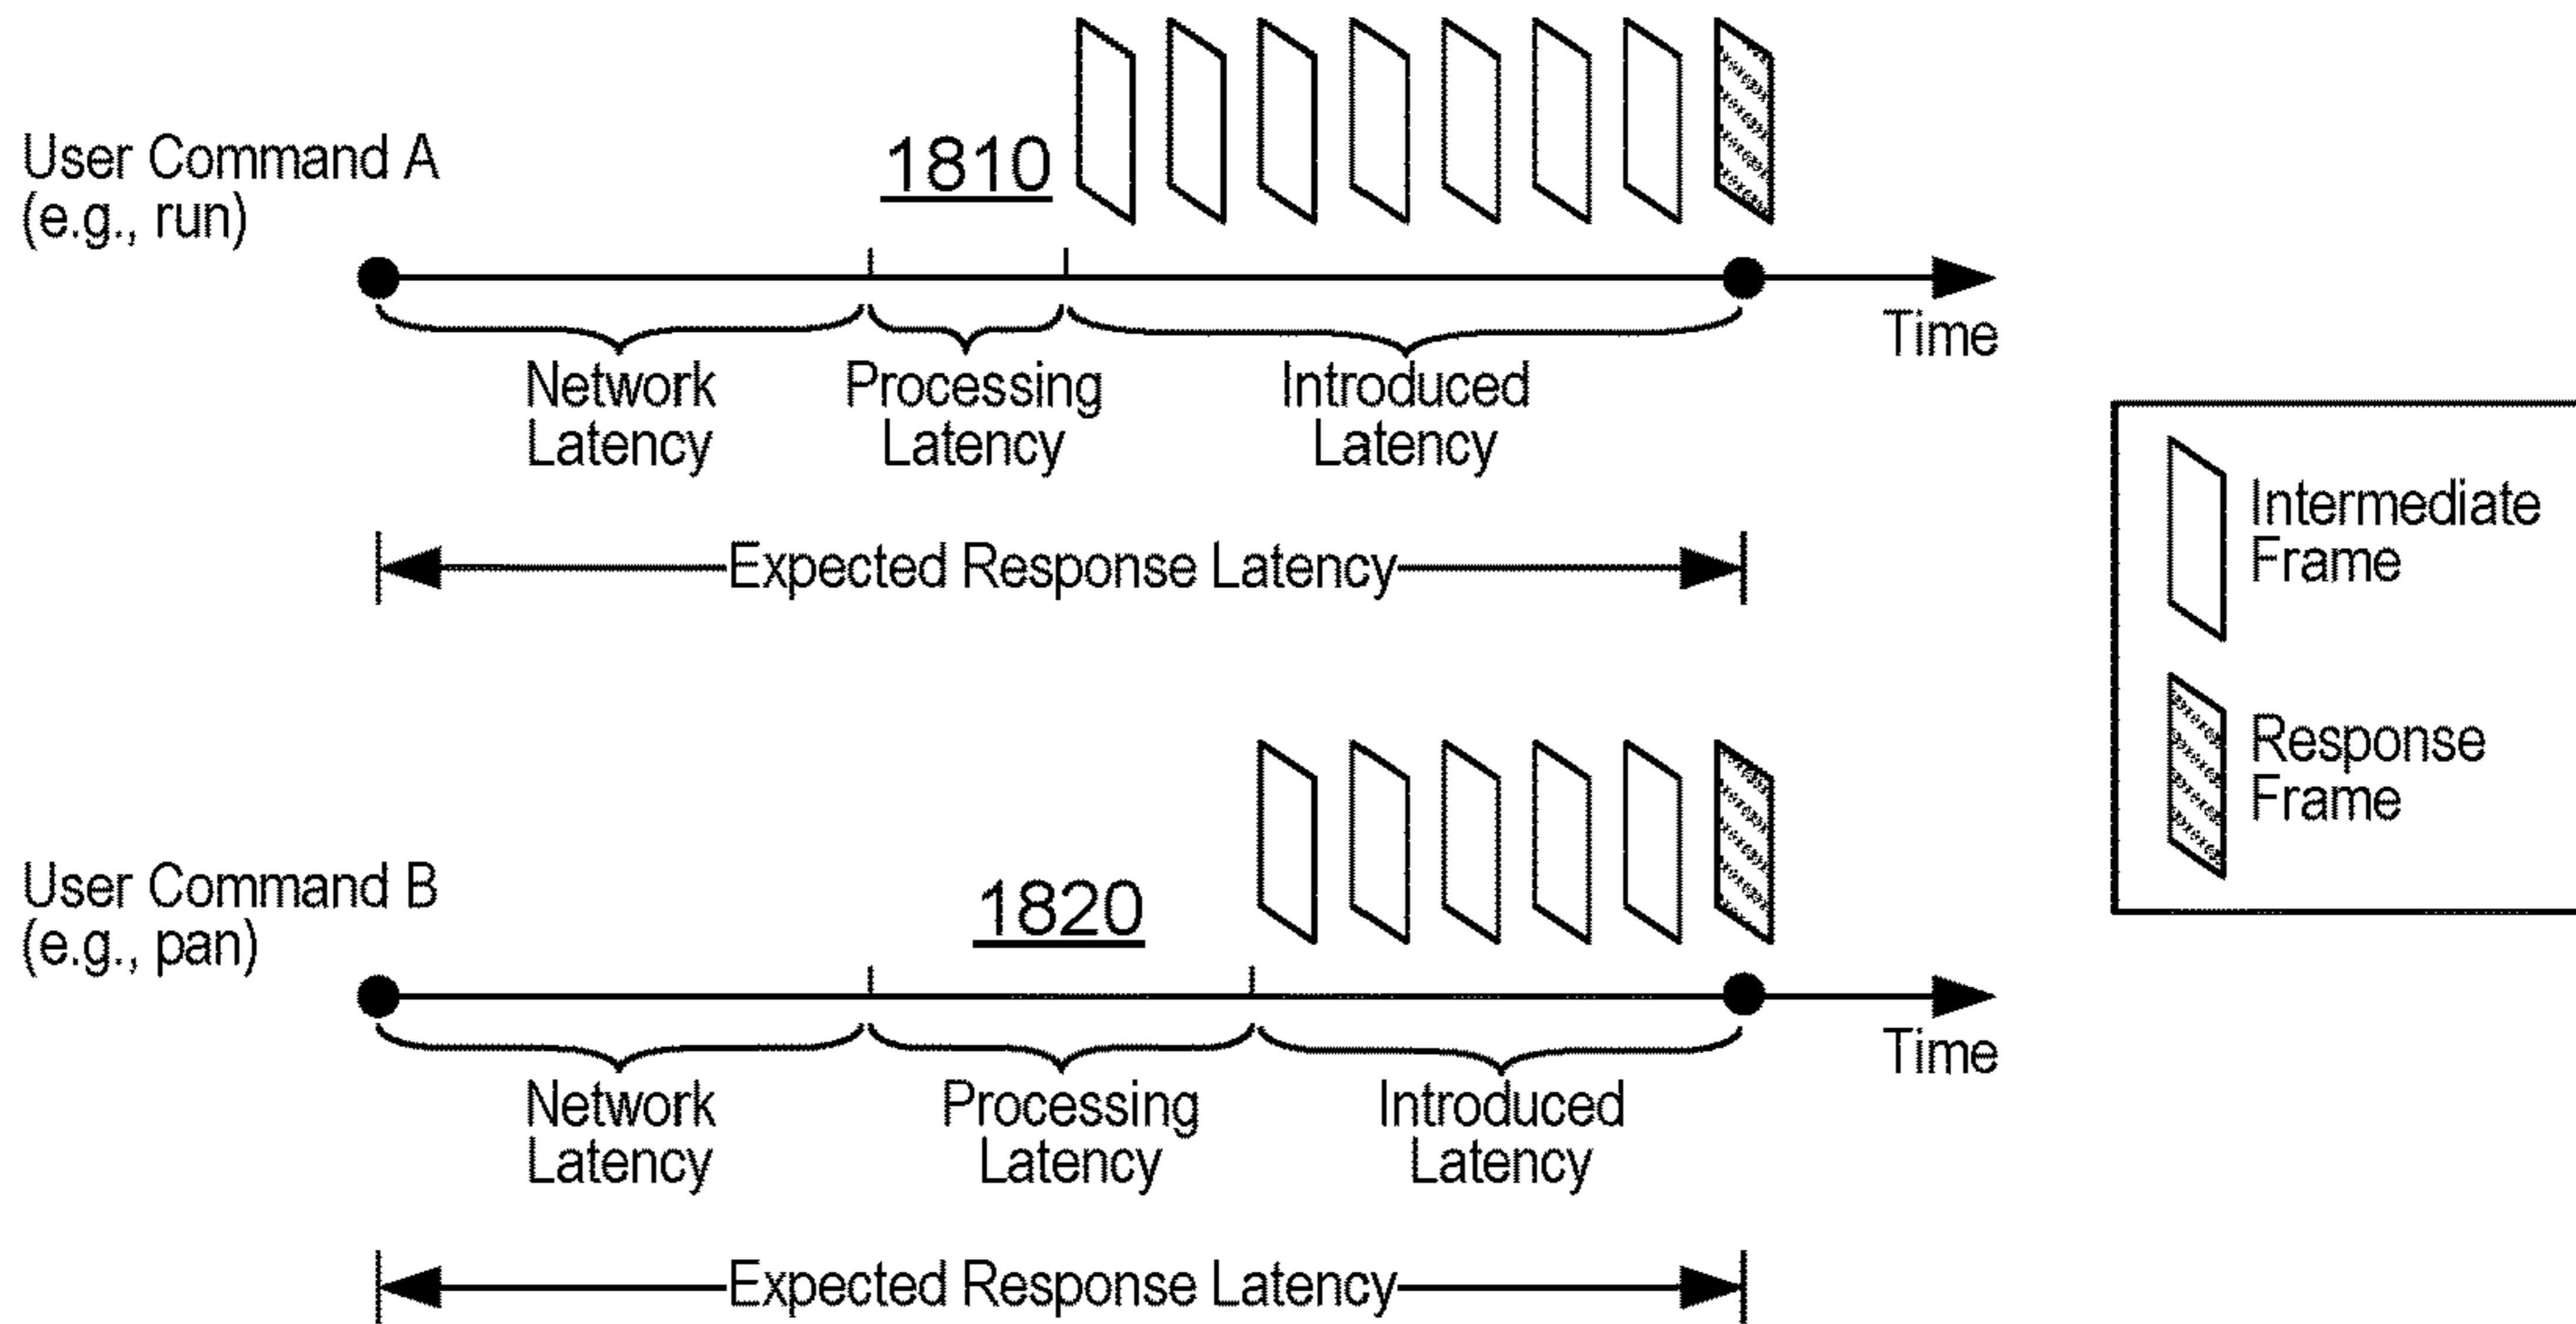 User Command A
(e.g., run)
1810
Time
Network
Latency
Processing
Latency
Introduced
Latency
Expected Response Latency
Intermediate
Frame
Response
Frame
User Command B
(e.g., pan)
1820
Time
Network
Latency
Processing
Latency
Introduced
Latency
Expected Response Latency